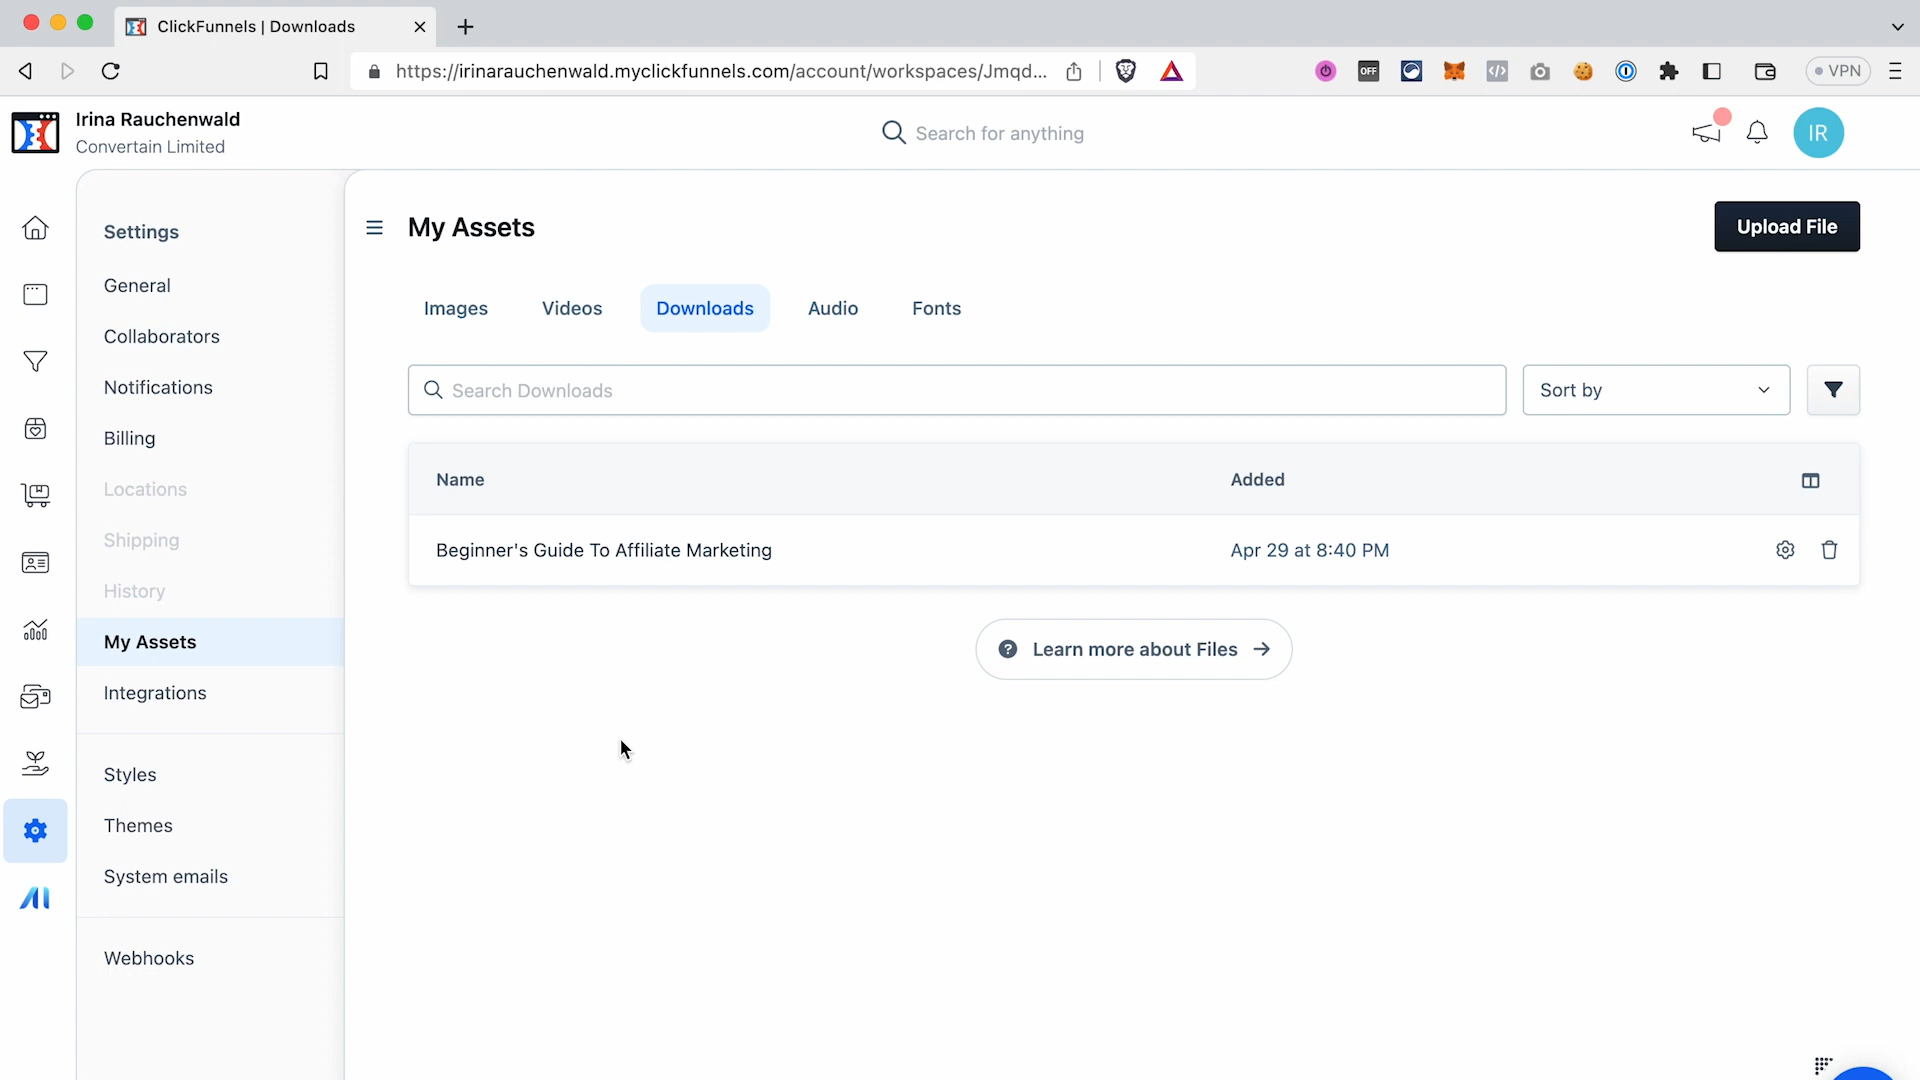 ClickFunnels | Downloads
https://irinarauchenwald.myclickfunnels.com/account/workspaces/Jmqd...
OFF
VPN
Irina Rauchenwald
Convertain Limited
Search for anything
IR
Settings
General
Collaborators
Notifications
Billing
Locations
Shipping
History
My Assets
Integrations
Styles
Themes
System emails
Webhooks
My Assets
Upload File
Images Videos Downloads Audio Fonts
Search Downloads
Sort by
Name Added
Beginner's Guide To Affiliate Marketing Apr 29 at 8:40 PM
Learn more about Files